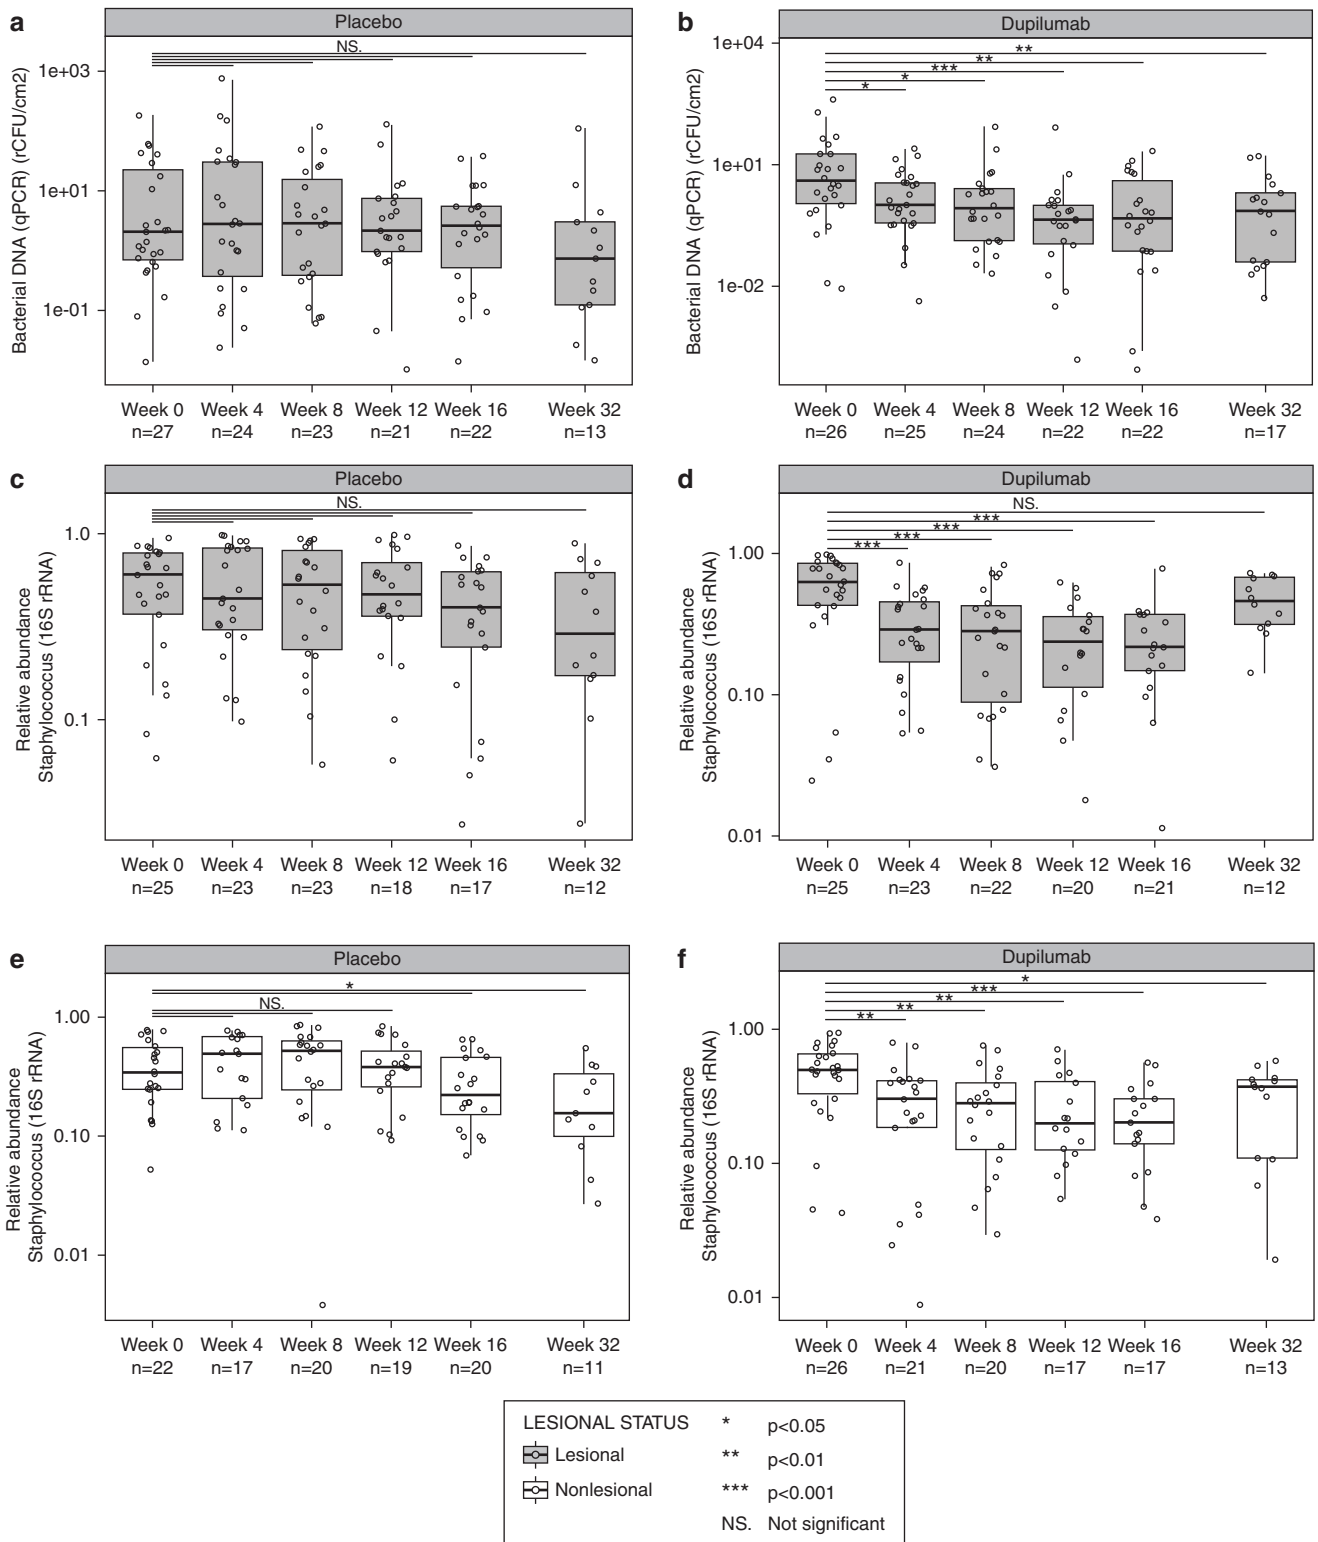 a
Placebo
NS.
Bacterial DNA (qPCR) (rCFU/cm2)
1e+03
1e+01
1e-01
Week 0 Week 4 Week 8 Week 12 Week 16 Week 32
n=27 n=24 n=23 n=21 n=22 n=13
b
Dupilumab
**
**
***
*
*
Bacterial DNA (qPCR) (rCFU/cm2)
1e+04
1e+01
1e-02
Week 0 Week 4 Week 8 Week 12 Week 16 Week 32
n=26 n=25 n=24 n=22 n=22 n=17
c
Placebo
NS.
Relative abundance
Staphylococcus (16S rRNA)
1.0
0.1
Week 0 Week 4 Week 8 Week 12 Week 16 Week 32
n=25 n=23 n=23 n=18 n=17 n=12
d
Dupilumab
NS.
***
***
***
***
Relative abundance
Staphylococcus (16S rRNA)
1.00
0.10
0.01
Week 0 Week 4 Week 8 Week 12 Week 16 Week 32
n=25 n=23 n=22 n=20 n=21 n=12
e
Placebo
*
NS.
Relative abundance
Staphylococcus (16S rRNA)
1.00
0.10
0.01
Week 0 Week 4 Week 8 Week 12 Week 16 Week 32
n=22 n=17 n=20 n=19 n=20 n=11
f
Dupilumab
*
***
**
**
**
Relative abundance
Staphylococcus (16S rRNA)
1.00
0.10
0.01
Week 0 Week 4 Week 8 Week 12 Week 16 Week 32
n=26 n=21 n=20 n=17 n=17 n=13
LESIONAL STATUS * p<0.05
Lesional ** p<0.01
Nonlesional *** p<0.001
NS. Not significant